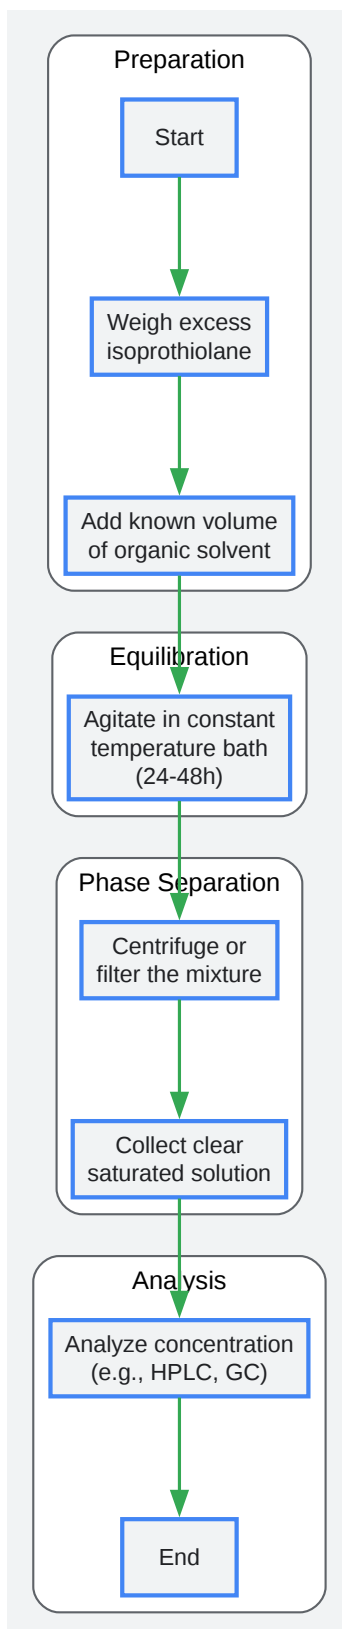 Preparation
Start
Weigh excess
isoprothiolane
Add known volume
of organic solvent
Equilibration
Agitate in constant
temperature bath
(24-48h)
Phase Separation
Centrifuge or
filter the mixture
Collect clear
saturated solution
Analysis
Analyze concentration
(e.g., HPLC, GC)
End